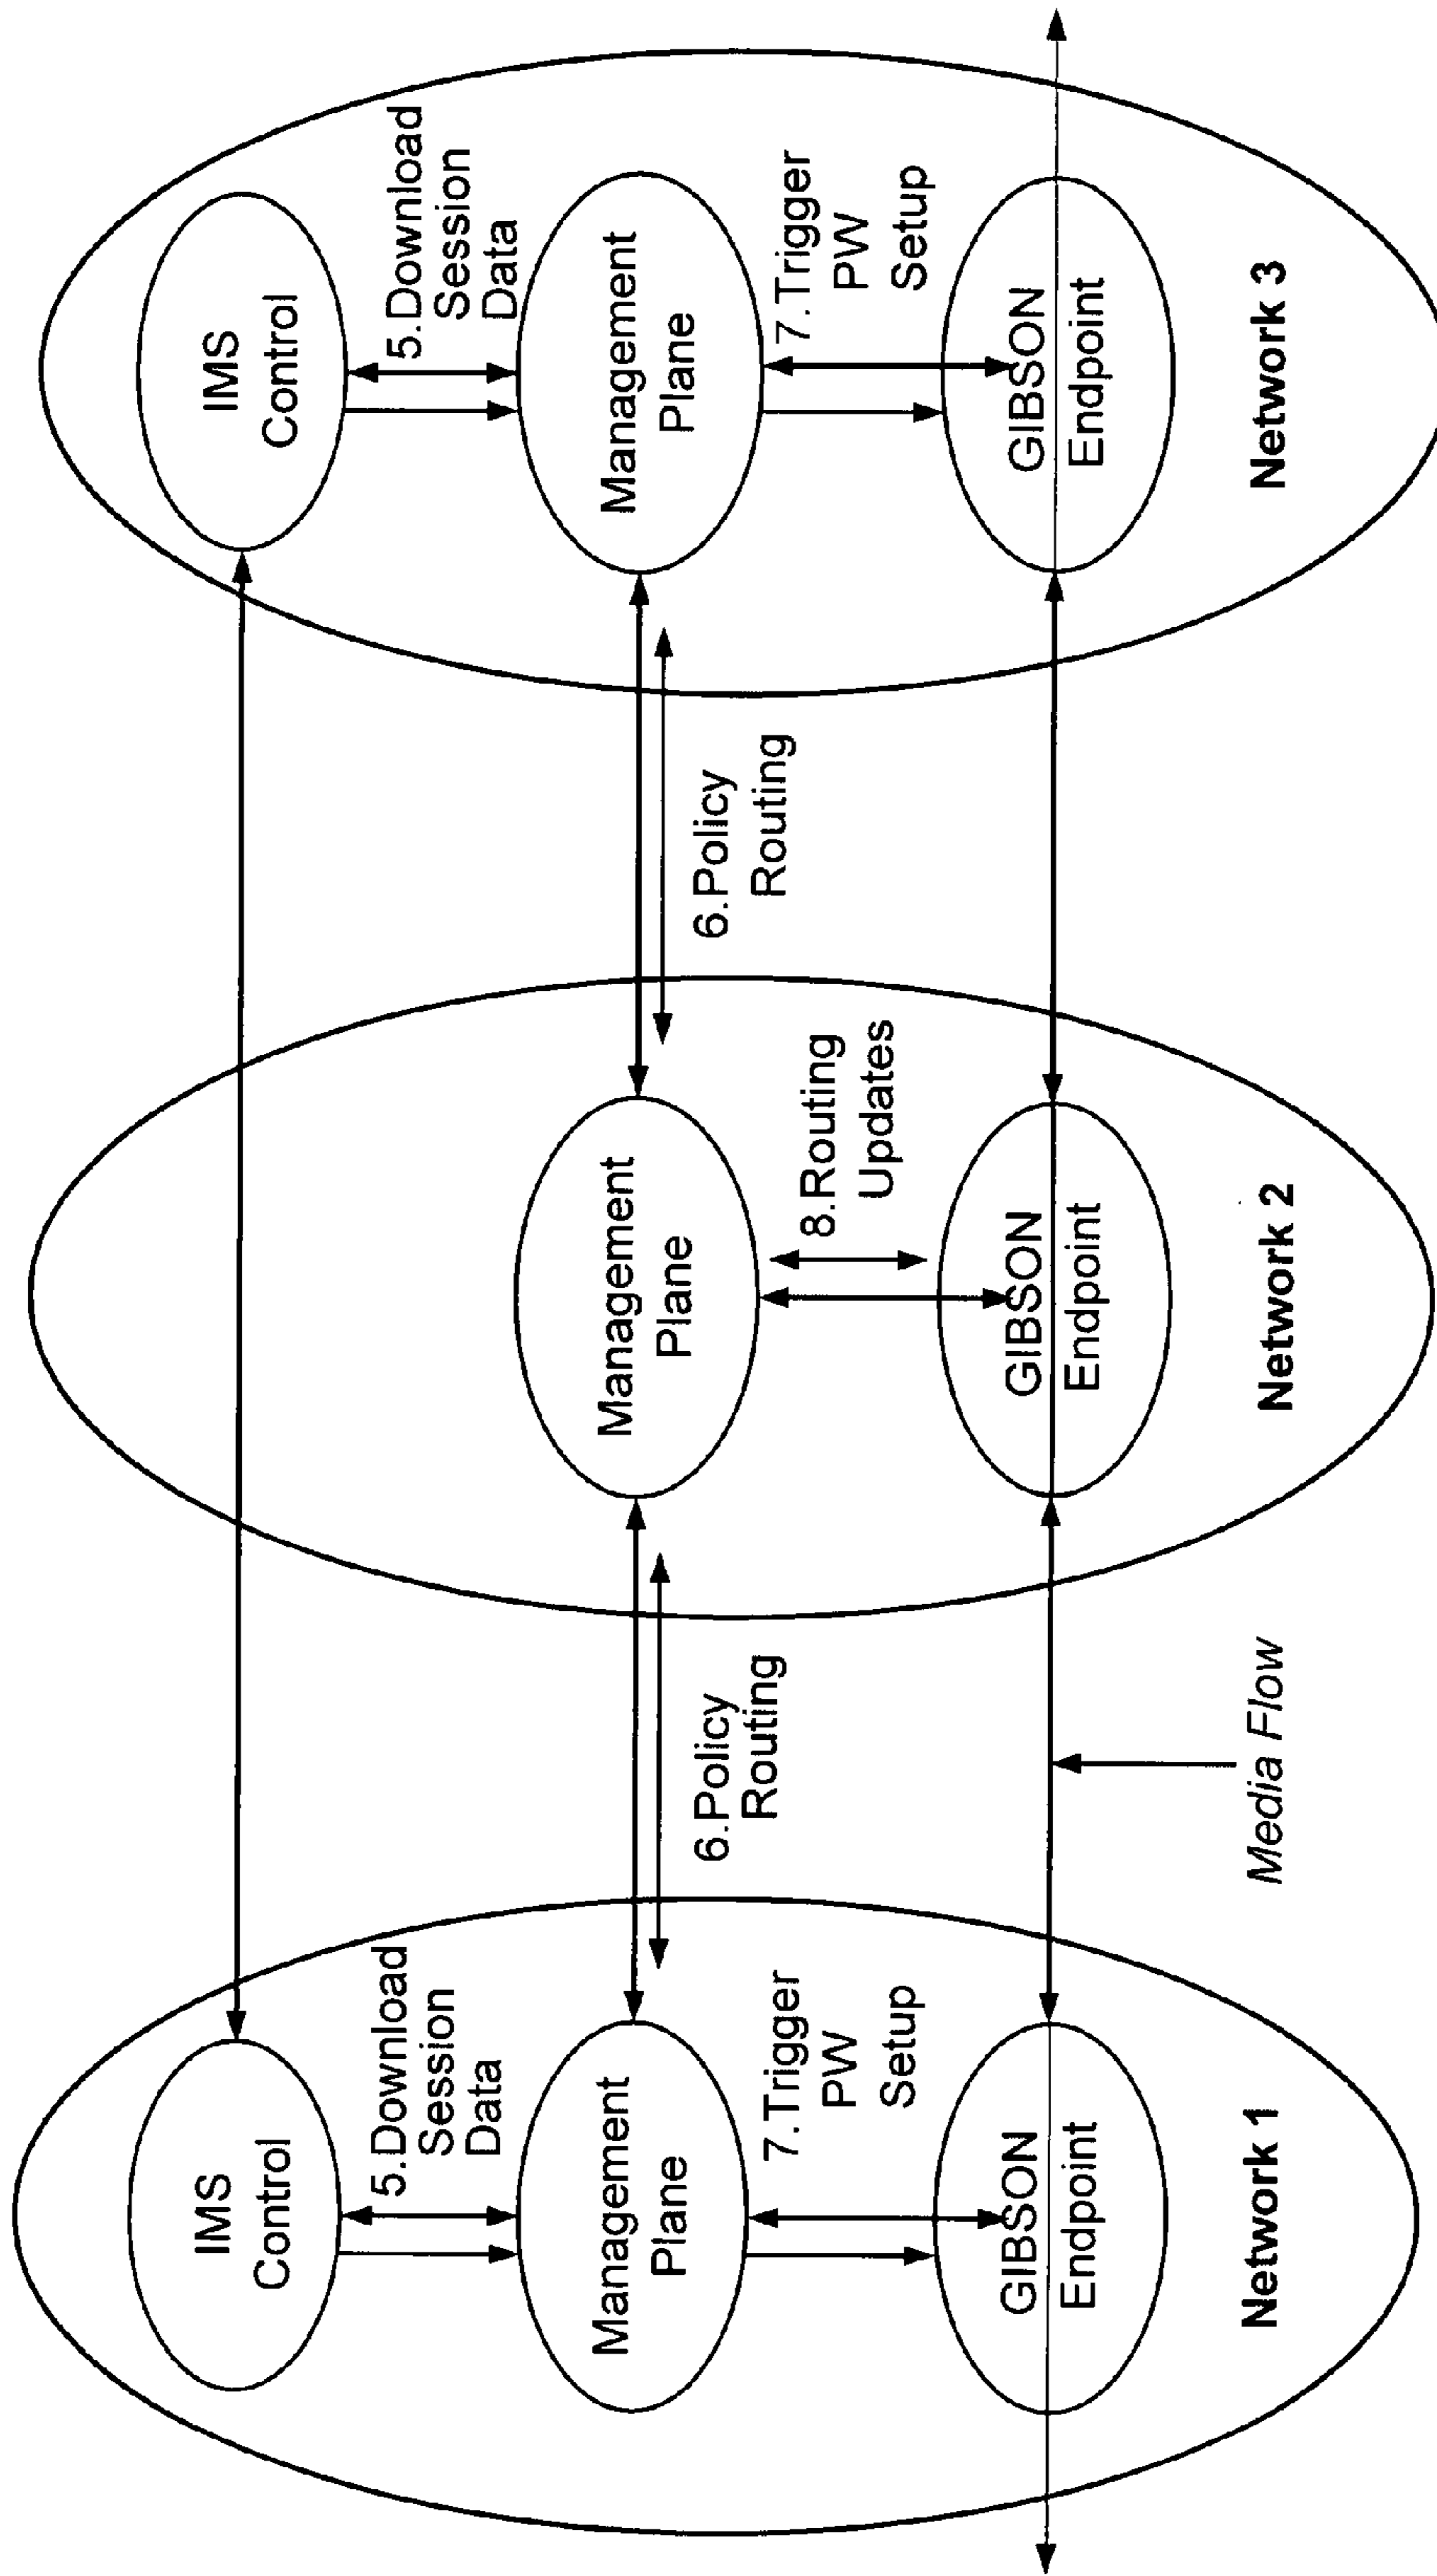 IMS
Control
5.Download
Session
Data
Management
Plane
7.Trigger
PW
Setup
GIBSON
Endpoint
Network 1
6.Policy
Routing
Media Flow
Management
Plane
8.Routing
Updates
GIBSON
Endpoint
Network 2
6.Policy
Routing
IMS
Control
5.Download
Session
Data
Management
Plane
7.Trigger
PW
Setup
GIBSON
Endpoint
Network 3